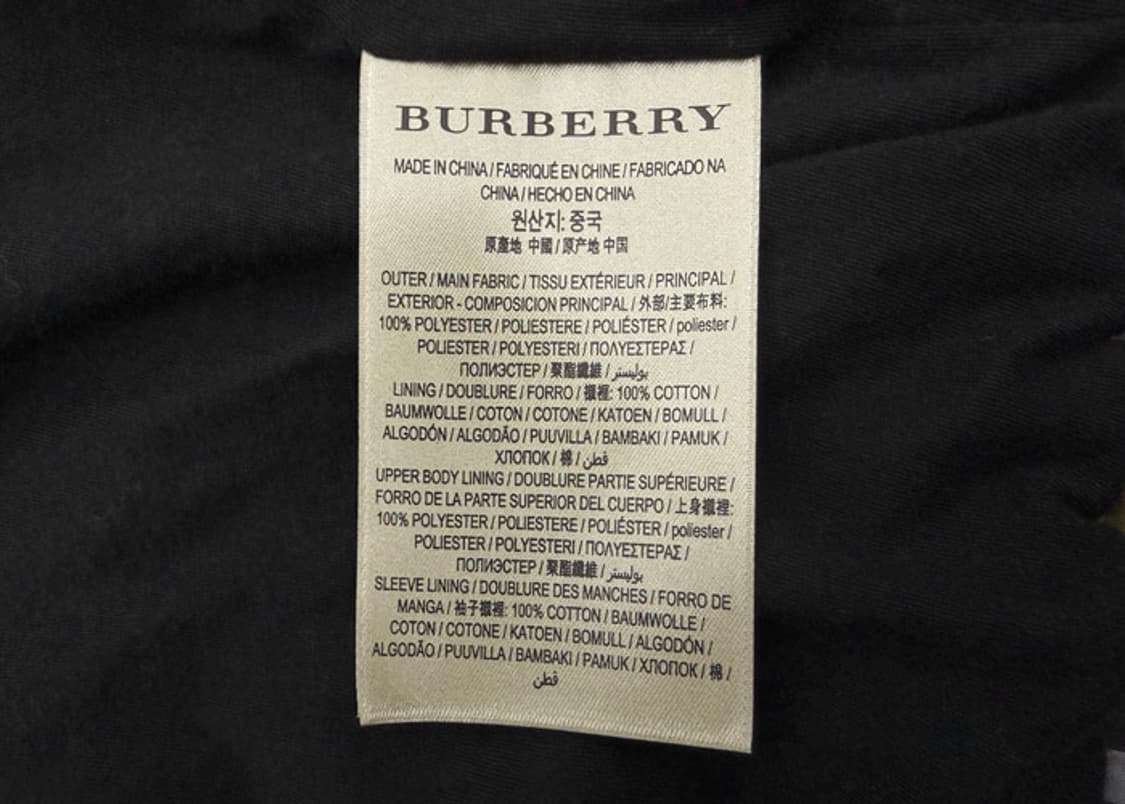 BURBERRY
MADE IN CHINA / FABRIQUÉ EN CHINE / FABRICADO NA
CHINA / HECHO EN CHINA
원산지: 중국
原產地 中國 / 原产地 中国
OUTER / MAIN FABRIC / TISSU EXTÉRIEUR / PRINCIPAL /
EXTERIOR - COMPOSICION PRINCIPAL / 外部/主要布料:
100% POLYESTER / POLIESTERE / POLIÉSTER / poliester /
POLIESTER / POLYESTERI / ΠΟΛΥΕΣΤΕΡΑΣ /
ПОЛИЭСТЕР / 聚酯纖維 / بوليستر
LINING / DOUBLURE / FORRO / 襯裡: 100% COTTON /
BAUMWOLLE / COTON / COTONE / KATOEN / BOMULL /
ALGODÓN / ALGODÃO / PUUVILLA / BAMBAKI / PAMUK /
ХЛОПОК / 棉 / قطن
UPPER BODY LINING / DOUBLURE PARTIE SUPÉRIEURE /
FORRO DE LA PARTE SUPERIOR DEL CUERPO / 上身襯裡:
100% POLYESTER / POLIESTERE / POLIÉSTER / poliester /
POLIESTER / POLYESTERI / ΠΟΛΥΕΣΤΕΡΑΣ /
ПОЛИЭСТЕР / 聚酯纖維 / بوليستر
SLEEVE LINING / DOUBLURE DES MANCHES / FORRO DE
MANGA / 袖子襯裡: 100% COTTON / BAUMWOLLE /
COTON / COTONE / KATOEN / BOMULL / ALGODÓN /
ALGODÃO / PUUVILLA / BAMBAKI / PAMUK / ХЛОПОК / 棉 /
قطن